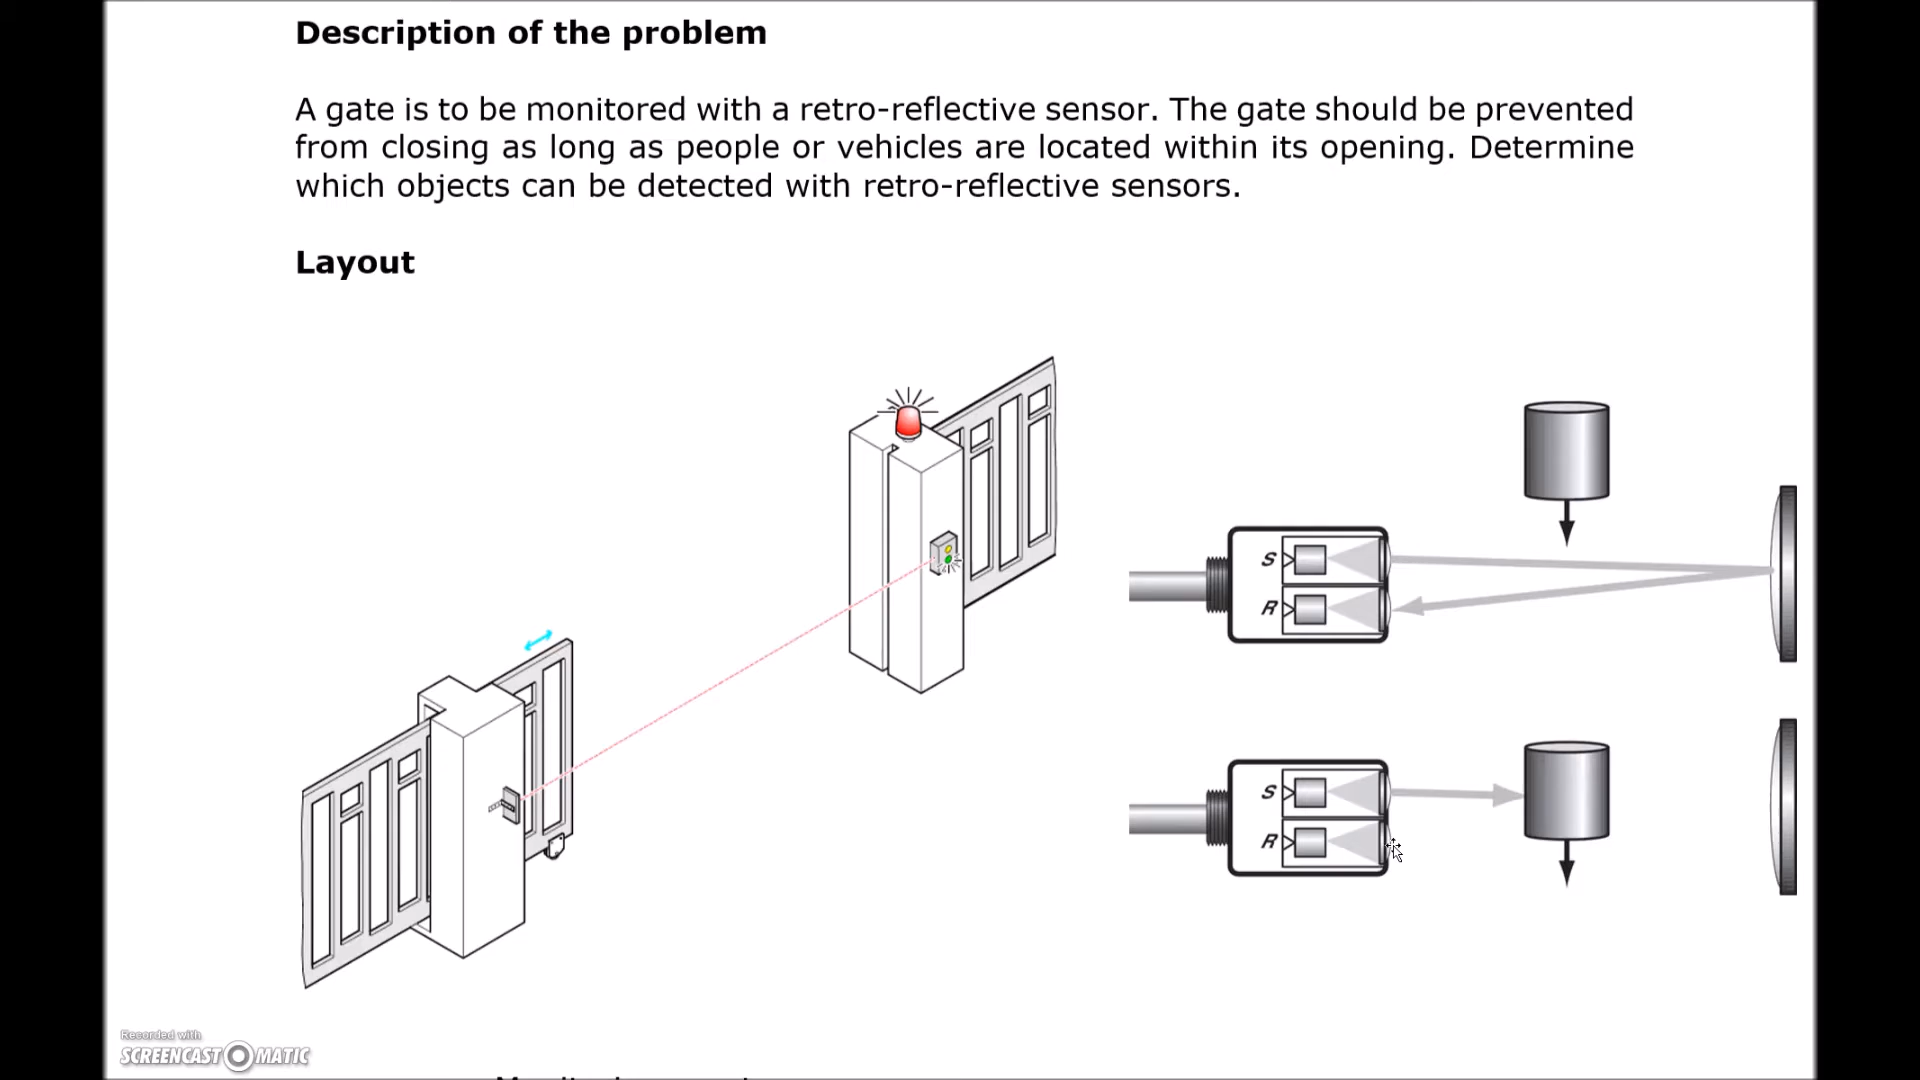 Description of the problem
A gate is to be monitored with a retro-reflective sensor. The gate should be prevented
from closing as long as people or vehicles are located within its opening. Determine
which objects can be detected with retro-reflective sensors.
Layout
S
R
S
R
Recorded with
SCREENCAST O MATIC